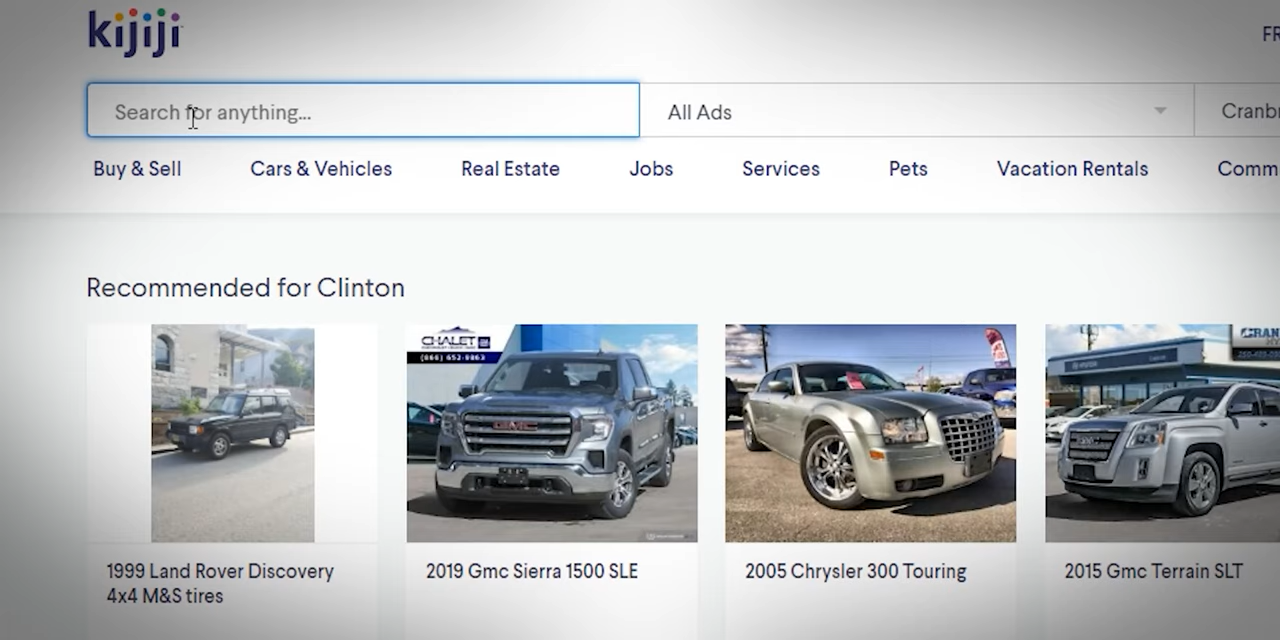 kijiji
FR
Search for anything...
All Ads
Cranbr
Buy & Sell
Cars & Vehicles
Real Estate
Jobs
Services
Pets
Vacation Rentals
Comm
Recommended for Clinton
CHALET
(866) 652-9863
GMC
1999 Land Rover Discovery
4x4 M&S tires
2019 Gmc Sierra 1500 SLE
2005 Chrysler 300 Touring
2015 Gmc Terrain SLT